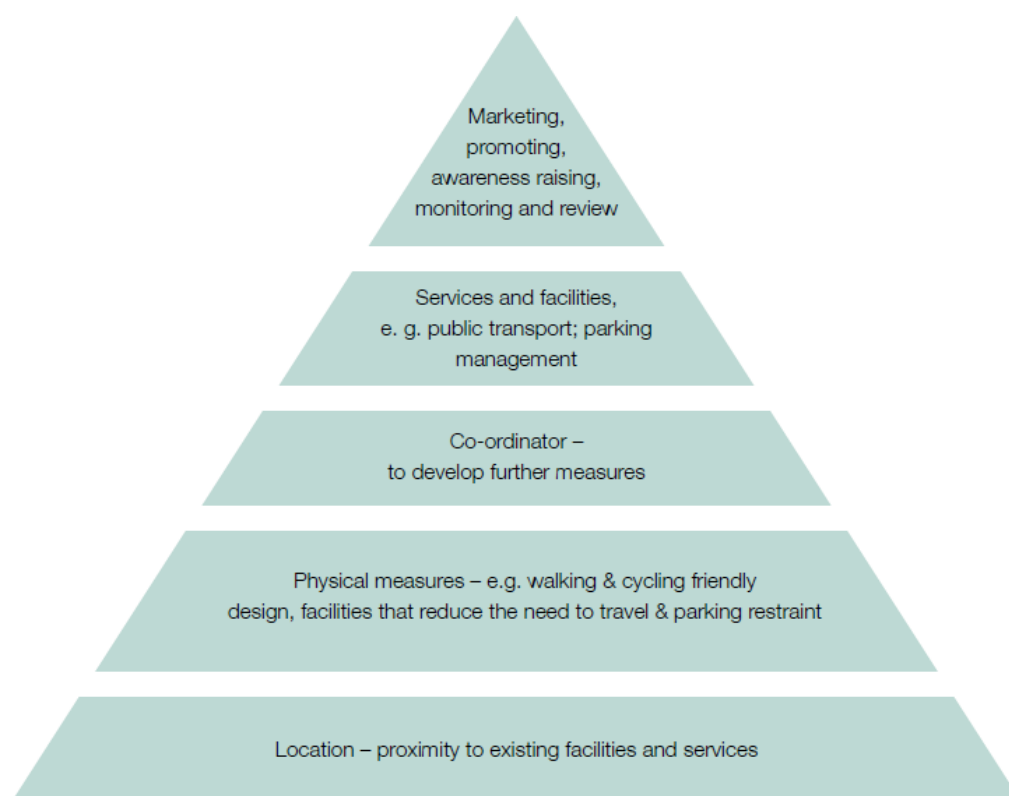 Marketing,
promoting,
awareness raising,
monitoring and review
Services and facilities,
e. g. public transport; parking
management
Co-ordinator –
to develop further measures
Physical measures – e.g. walking & cycling friendly
design, facilities that reduce the need to travel & parking restraint
Location – proximity to existing facilities and services